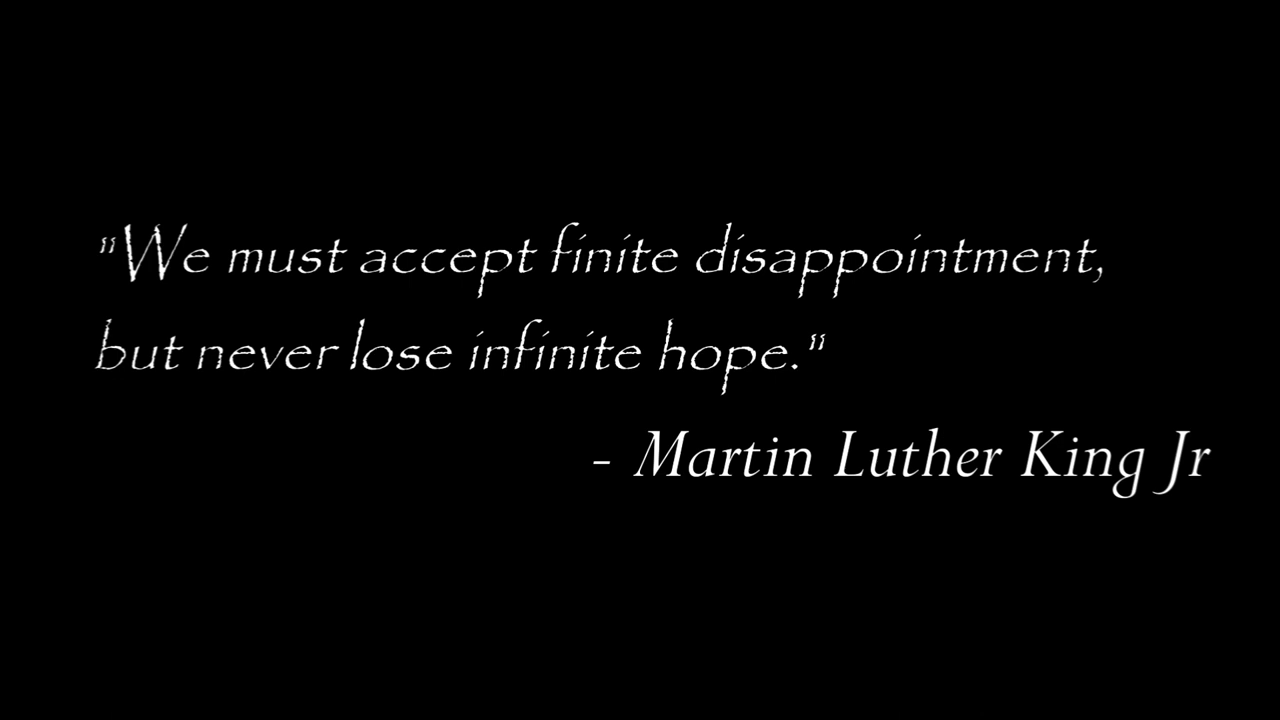 "We must accept finite disappointment,
but never lose infinite hope."
- Martin Luther King Jr